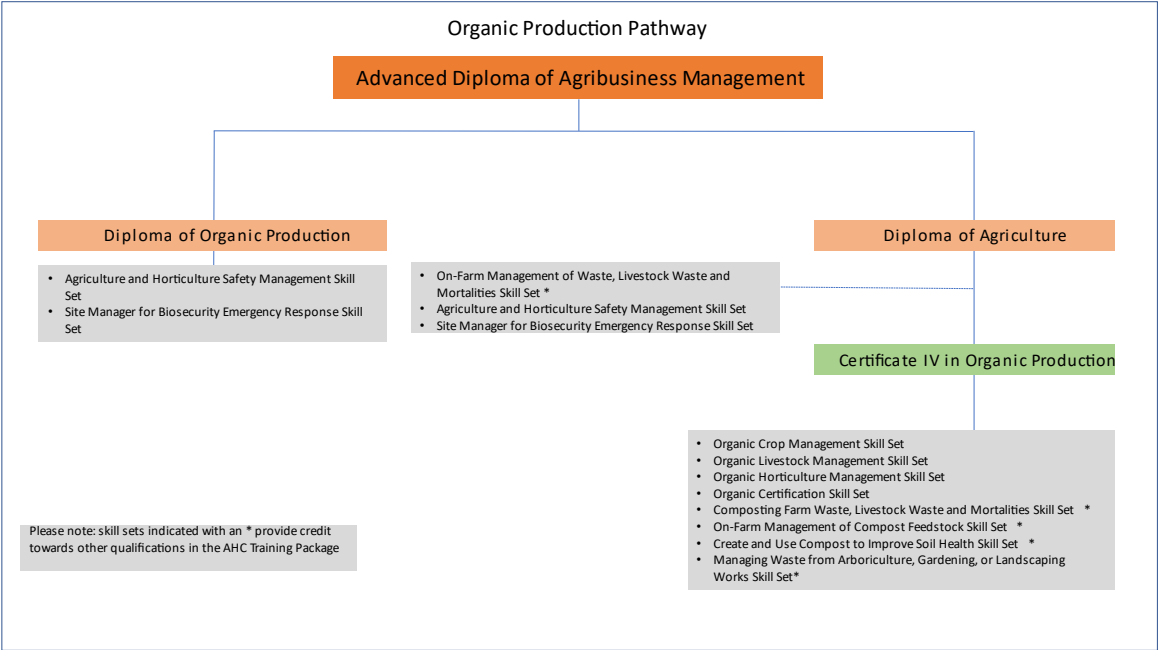 Organic Production Pathway
Advanced Diploma of Agribusiness Management
Diploma of Organic Production
Diploma of Agriculture
• Agriculture and Horticulture Safety Management Skill
Set
• Site Manager for Biosecurity Emergency Response Skill
Set
• On-Farm Management of Waste, Livestock Waste and
Mortalities Skill Set *
• Agriculture and Horticulture Safety Management Skill Set
• Site Manager for Biosecurity Emergency Response Skill Set
Certificate IV in Organic Production
• Organic Crop Management Skill Set
• Organic Livestock Management Skill Set
• Organic Horticulture Management Skill Set
• Organic Certification Skill Set
• Composting Farm Waste, Livestock Waste and Mortalities Skill Set *
• On-Farm Management of Compost Feedstock Skill Set *
• Create and Use Compost to Improve Soil Health Skill Set *
• Managing Waste from Arboriculture, Gardening, or Landscaping
Works Skill Set*
Please note: skill sets indicated with an * provide credit
towards other qualifications in the AHC Training Package